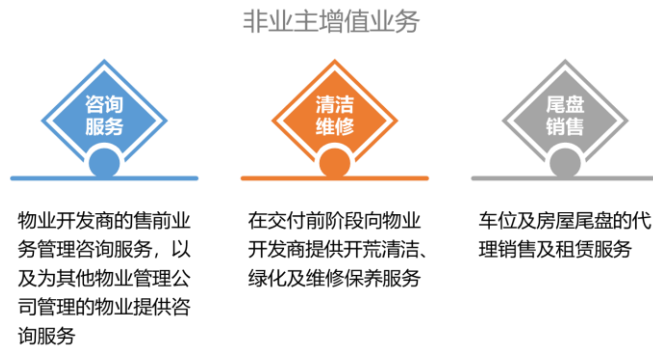 非业主增值业务
咨询
服务
物业开发商的售前业
务管理咨询服务，以
及为其他物业管理公
司管理的物业提供咨
询服务
清洁
维修
在交付前阶段向物业
开发商提供开荒清洁、
绿化及维修保养服务
尾盘
销售
车位及房屋尾盘的代
理销售及租赁服务